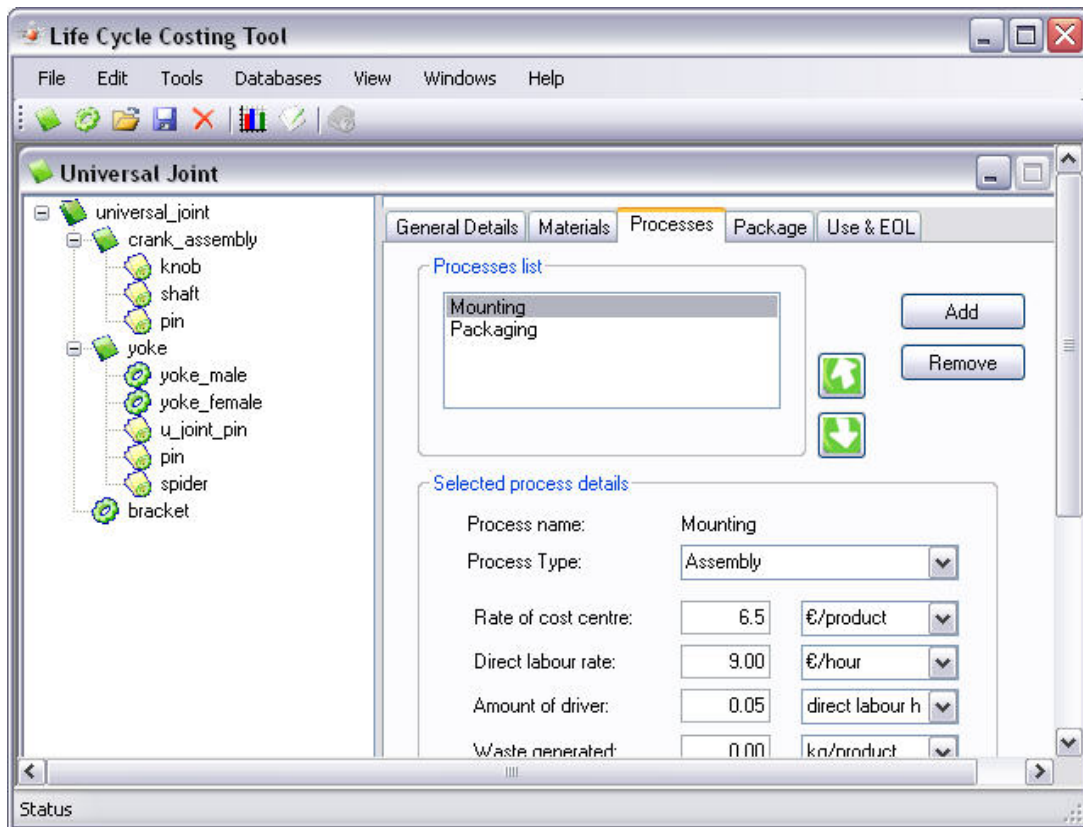 Life Cycle Costing Tool
File Edit Tools Databases View Windows Help
Universal Joint
universal_joint
crank_assembly
knob
shaft
pin
yoke
yoke_male
yoke_female
u_joint_pin
pin
spider
bracket
General Details Materials Processes Package Use & EOL
Processes list
Mounting
Packaging
Add
Remove
Selected process details
Process name: Mounting
Process Type: Assembly
Rate of cost centre: 6.5 €/product
Direct labour rate: 9.00 €/hour
Amount of driver: 0.05 direct labour h
Waste generated: 0.00 kg/product
Status